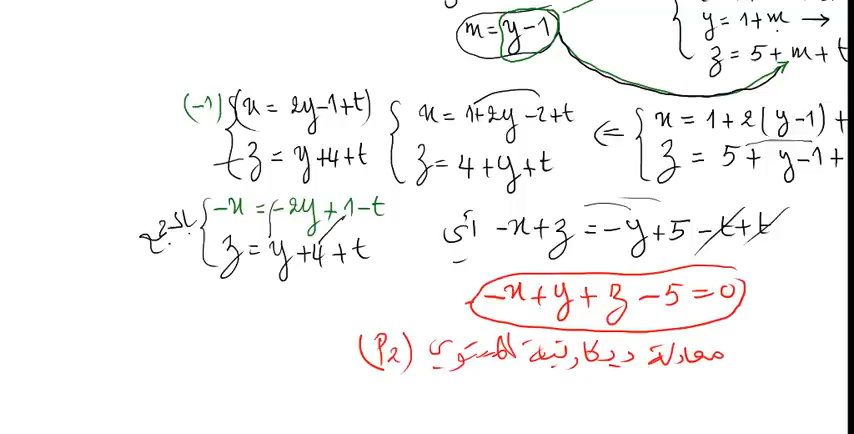 m = y-1
y = 1+m →
z = 5+m+t
(-1) { (x = 2y-1+t) { x = 1+2y-2+t ⇐ { x = 1+2(y-1)+
z = y+4+t z = 4+y+t z = 5+y-1+
بالجمع { -x = -2y+1-t
z = y+4+t أي -x+z = -y+5-t+t
-x+y+z-5=0
معادلة ديكارتية للمستوي (P2)